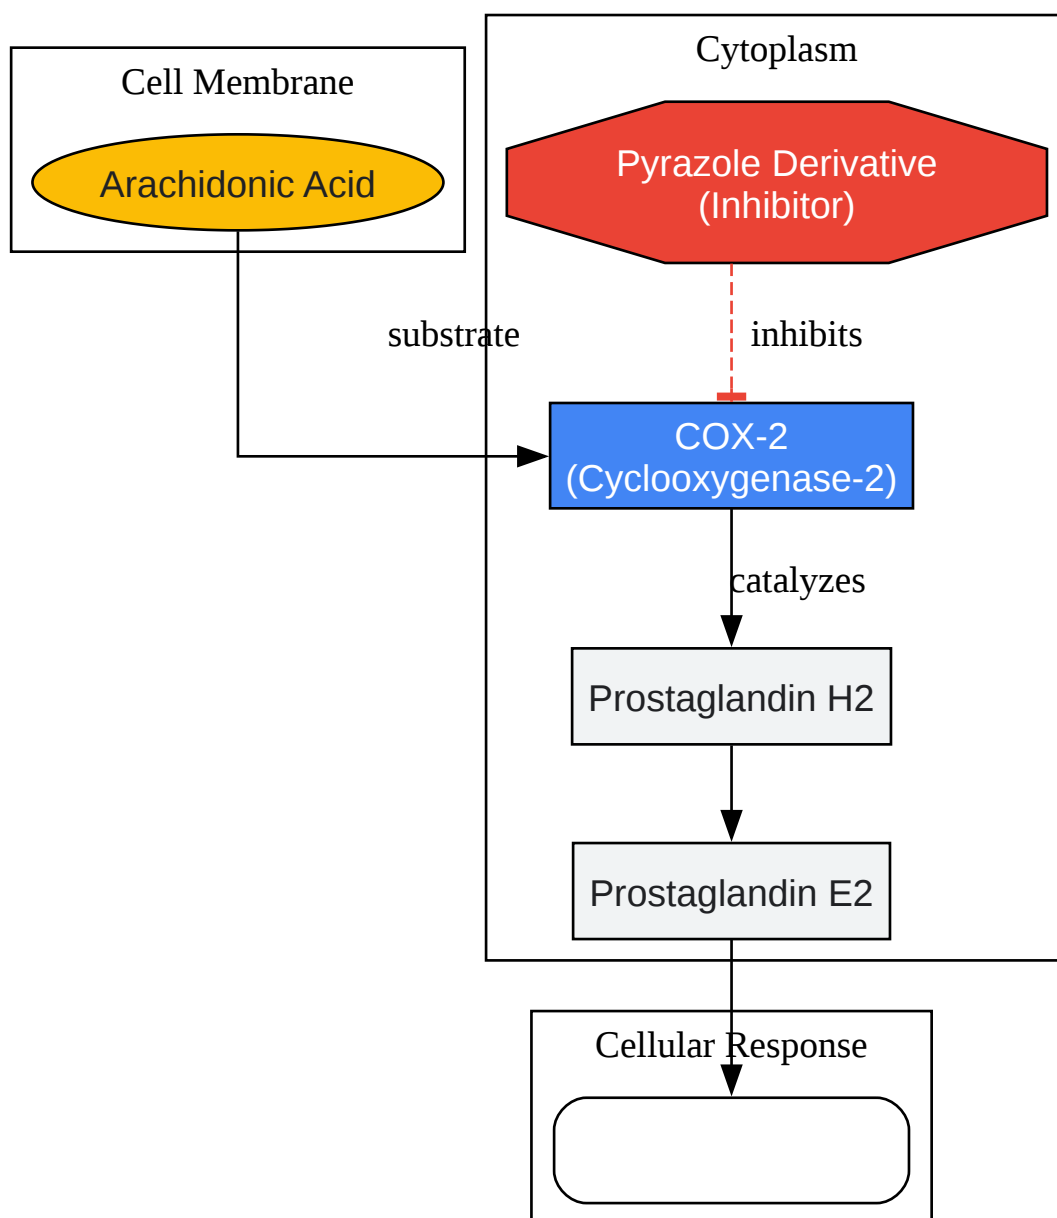 Cell Membrane
Arachidonic Acid
Cytoplasm
Pyrazole Derivative
(Inhibitor)
substrate
inhibits
COX-2
(Cyclooxygenase-2)
catalyzes
Prostaglandin H2
Prostaglandin E2
Cellular Response